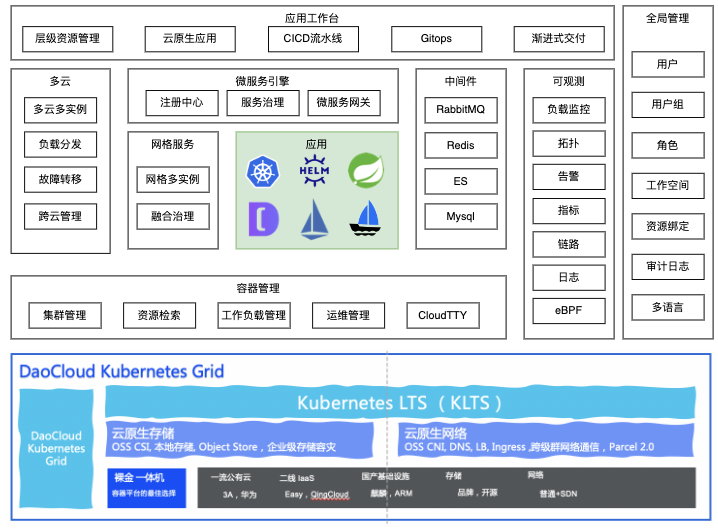 应用工作台
层级资源管理
云原生应用
CICD流水线
Gitops
渐进式交付
多云
多云多实例
负载分发
故障转移
跨云管理
微服务引擎
注册中心
服务治理
微服务网关
网格服务
网格多实例
融合治理
应用
HELM
中间件
RabbitMQ
Redis
ES
Mysql
可观测
负载监控
拓扑
告警
指标
链路
日志
eBPF
全局管理
用户
用户组
角色
工作空间
资源绑定
审计日志
多语言
容器管理
集群管理
资源检索
工作负载管理
运维管理
CloudTTY
DaoCloud Kubernetes Grid
DaoCloud
Kubernetes
Grid
Kubernetes LTS （ KLTS ）
云原生存储
OSS CSI, 本地存储, Object Store，企业级存储容灾
云原生网络
OSS CNI, DNS, LB, Ingress ,跨级群网络通信，Parcel 2.0
裸金 一体机
容器平台的最佳选择
一流公有云
3A，华为
二线 IaaS
Easy，QingCloud
国产基础设施
麒麟，ARM
存储
品牌，开源
网络
普通+SDN